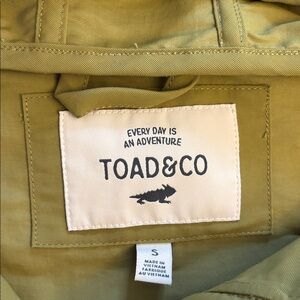 EVERY DAY IS
AN ADVENTURE
TOAD&CO
S
MADE IN
VIETNAM
FABRIQUÉ
AU VIETNAM